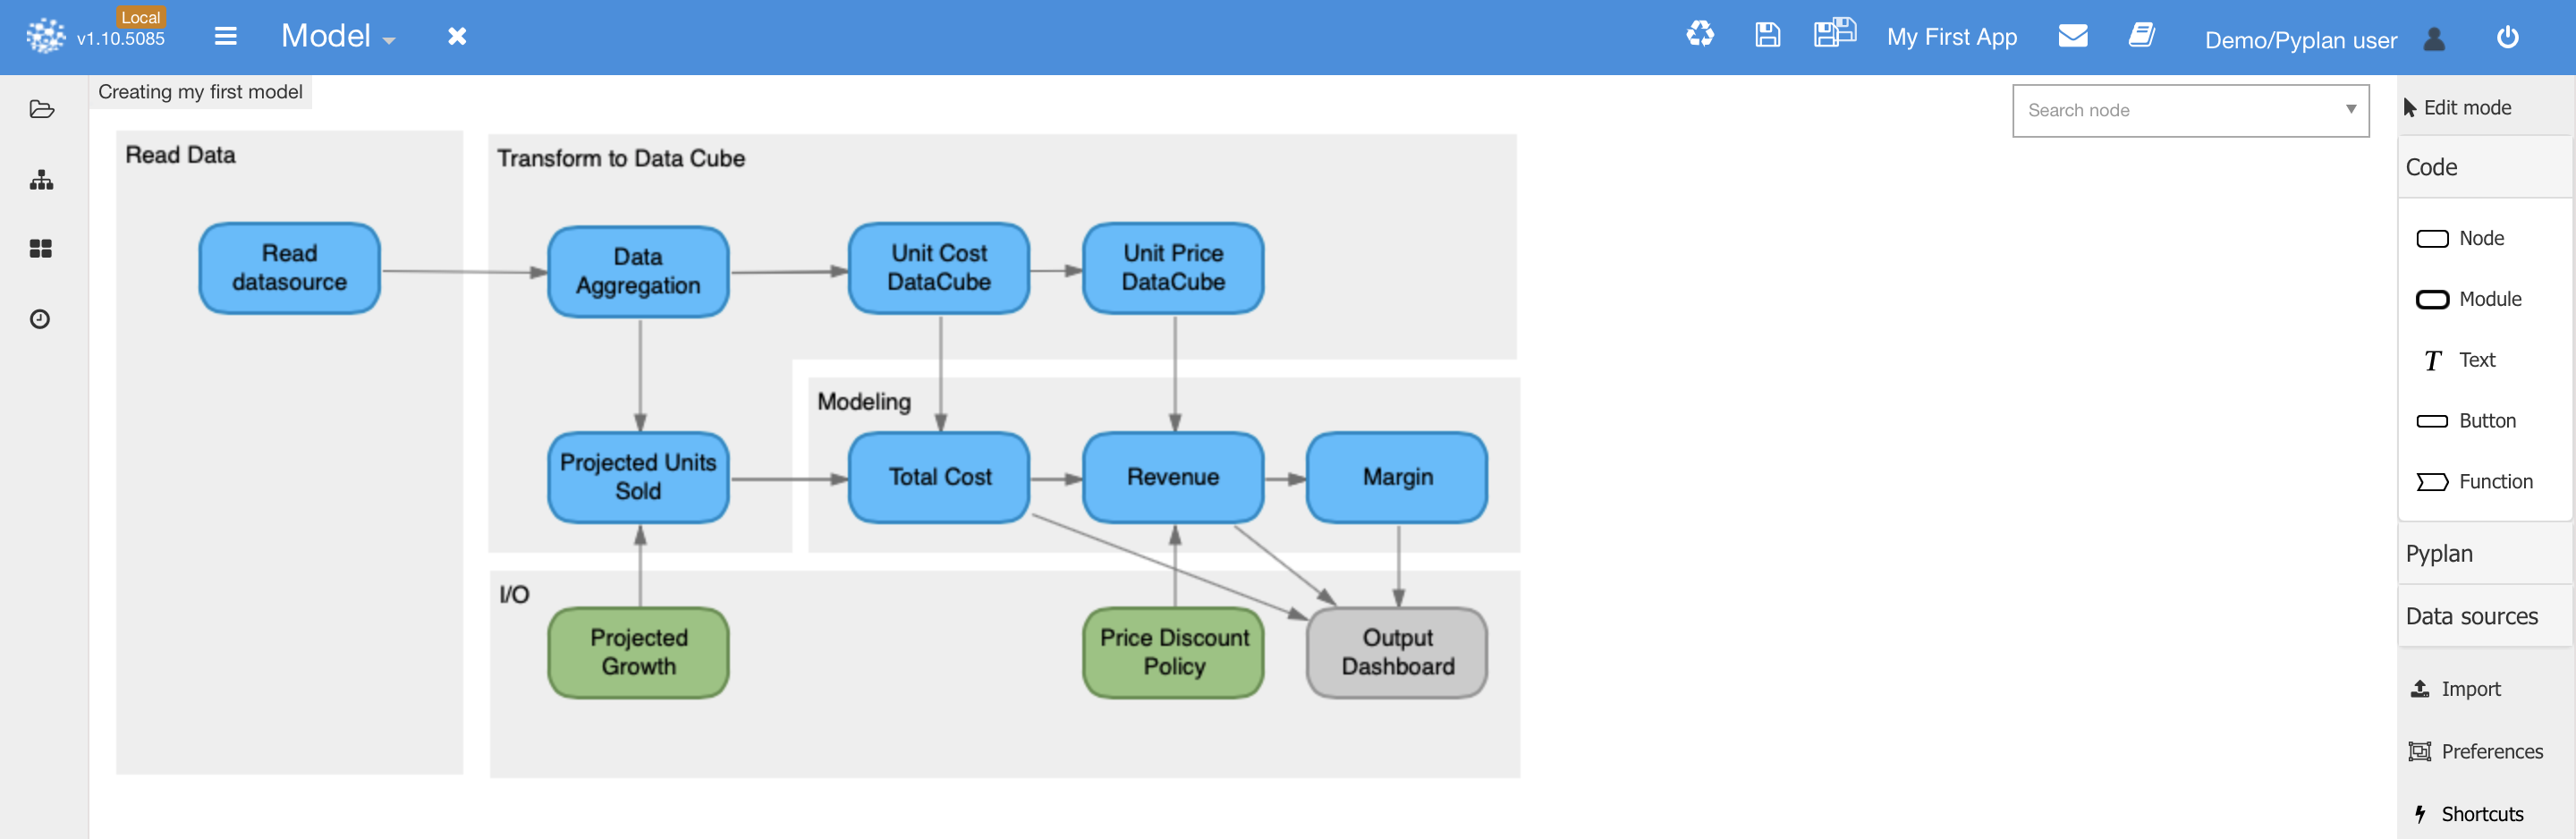 Local
v1.10.5085
Model
My First App
Demo/Pyplan user
Creating my first model
Search node
Edit mode
Read Data
Transform to Data Cube
Code
Read
datasource
Data
Aggregation
Unit Cost
DataCube
Unit Price
DataCube
Node
Module
Text
Button
Function
Modeling
Projected Units
Sold
Total Cost
Revenue
Margin
Pyplan
I/O
Projected
Growth
Price Discount
Policy
Output
Dashboard
Data sources
Import
Preferences
Shortcuts